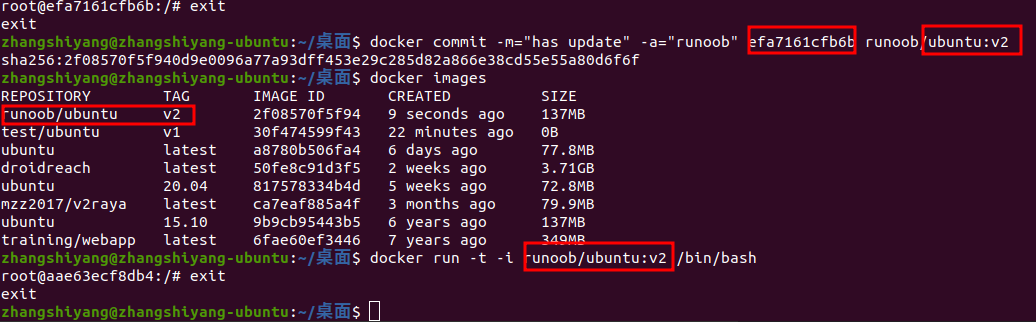 root@efa7161cfb6b:/# exit
exit
zhangshiyang@zhangshiyang-ubuntu:~/桌面$ docker commit -m="has update" -a="runoob" efa7161cfb6b runoob/ubuntu:v2
sha256:2f08570f5f940d9e0096a77a93dff453e29c285d82a866e38cd55e55a80d6f6f
zhangshiyang@zhangshiyang-ubuntu:~/桌面$ docker images
REPOSITORY TAG IMAGE ID CREATED SIZE
runoob/ubuntu v2 2f08570f5f94 9 seconds ago 137MB
test/ubuntu v1 30f474599f43 22 minutes ago 0B
ubuntu latest a8780b506fa4 6 days ago 77.8MB
droidreach latest 50fe8c91d3f5 2 weeks ago 3.71GB
ubuntu 20.04 817578334b4d 5 weeks ago 72.8MB
mzz2017/v2raya latest ca7eaf885a4f 3 months ago 79.9MB
ubuntu 15.10 9b9cb95443b5 6 years ago 137MB
training/webapp latest 6fae60ef3446 7 years ago 349MB
zhangshiyang@zhangshiyang-ubuntu:~/桌面$ docker run -t -i runoob/ubuntu:v2 /bin/bash
root@aae63ecf8db4:/# exit
exit
zhangshiyang@zhangshiyang-ubuntu:~/桌面$